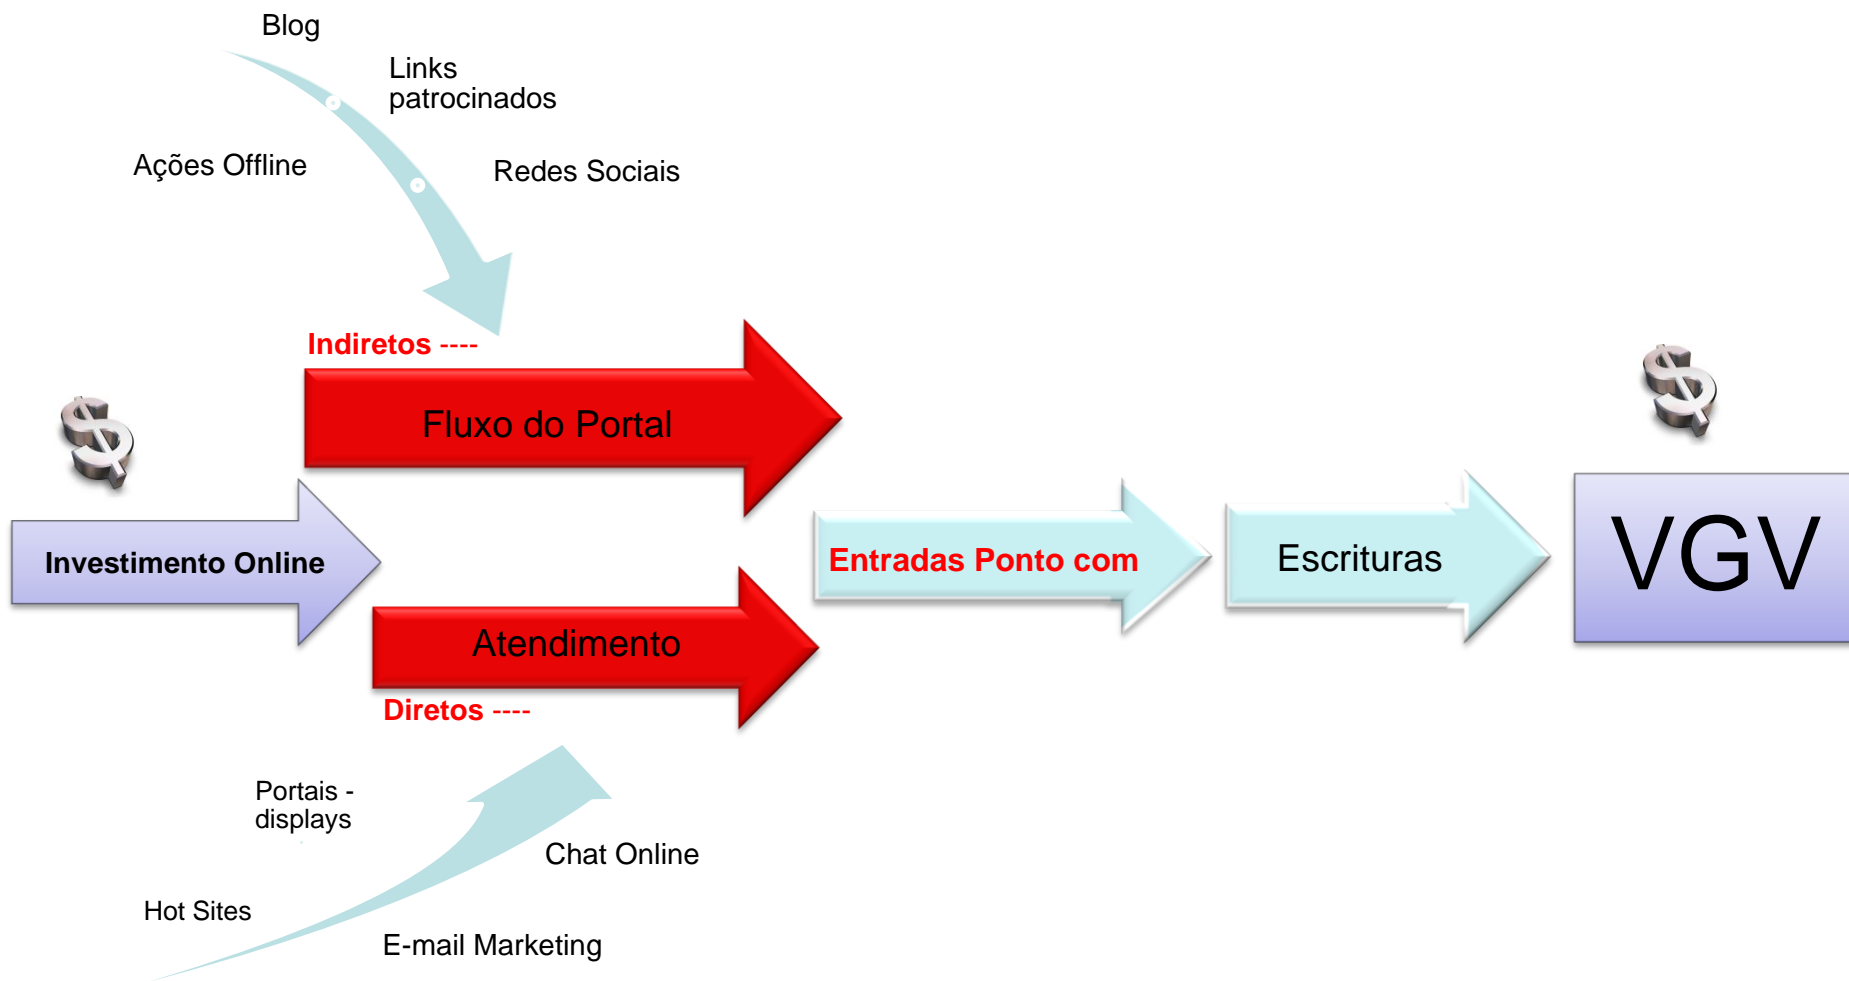 Blog
Links
patrocinados
Ações Offline
Redes Sociais
Indiretos ----
Fluxo do Portal
$
$
Investimento Online
Entradas Ponto com
Escrituras
VGV
Atendimento
Diretos ----
Portais -
displays
Chat Online
Hot Sites
E-mail Marketing